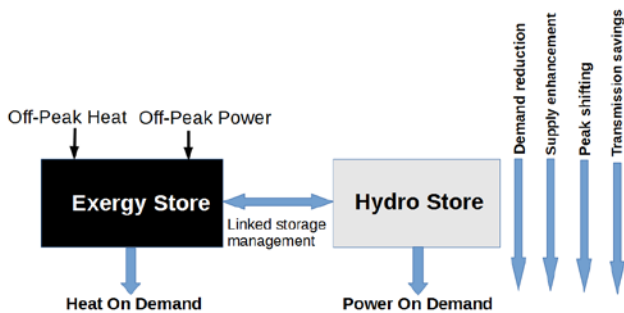 Off-Peak Heat
Off-Peak Power
Exergy Store
Linked storage
management
Hydro Store
Heat On Demand
Power On Demand
Demand reduction
Supply enhancement
Peak shifting
Transmission savings